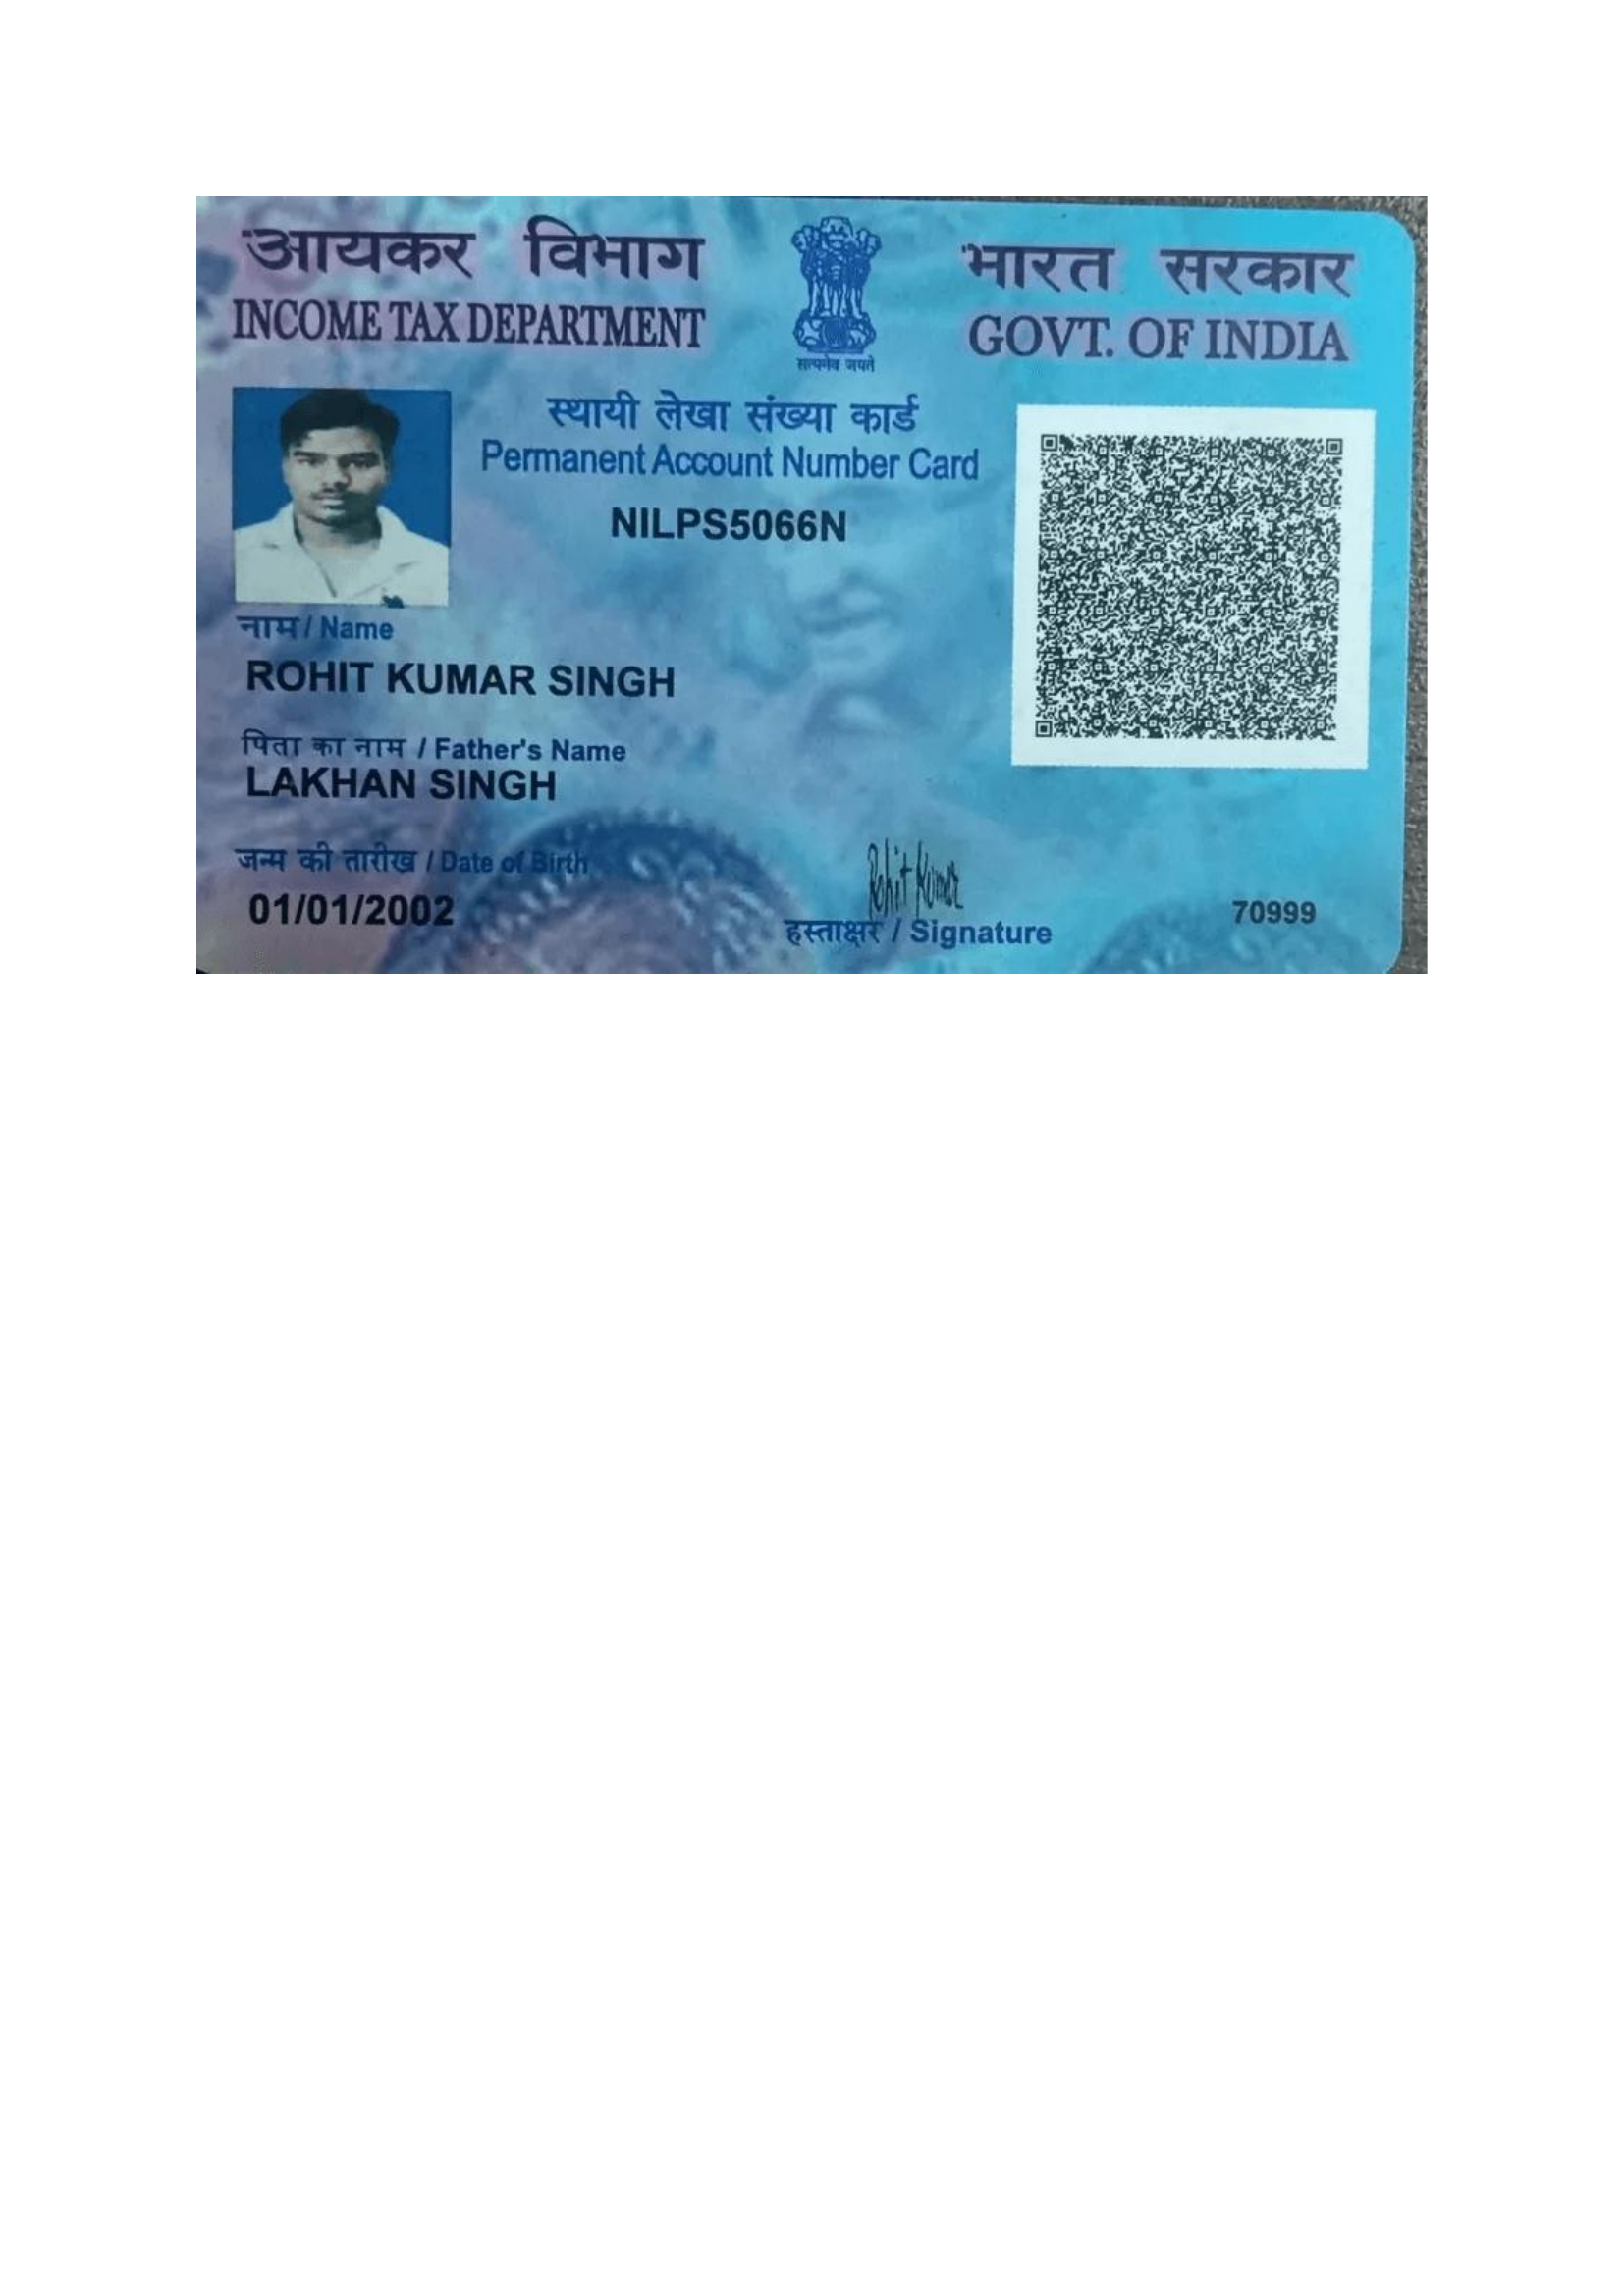 आयकर विभाग
INCOME TAX DEPARTMENT
सत्यमेव जयते
भारत सरकार
GOVT. OF INDIA
स्थायी लेखा संख्या कार्ड
Permanent Account Number Card
NILPS5066N
नाम / Name
ROHIT KUMAR SINGH
पिता का नाम / Father's Name
LAKHAN SINGH
जन्म की तारीख / Date of Birth
01/01/2002
Rohit Kumar
हस्ताक्षर / Signature
70999